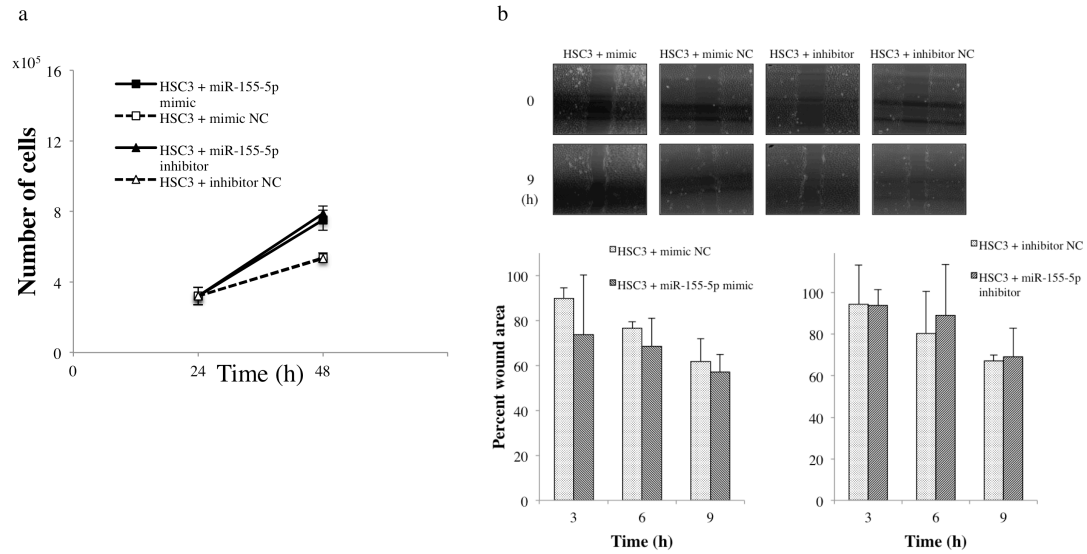 a
x10⁵
16
12
8
4
0
Number of cells
HSC3 + miR-155-5p
mimic
HSC3 + mimic NC
HSC3 + miR-155-5p
inhibitor
HSC3 + inhibitor NC
0
24
48
Time (h)
b
HSC3 + mimic
HSC3 + mimic NC
HSC3 + inhibitor
HSC3 + inhibitor NC
0
9
(h)
HSC3 + mimic NC
HSC3 + miR-155-5p mimic
Percent wound area
100
80
60
40
20
0
3
6
9
Time (h)
HSC3 + inhibitor NC
HSC3 + miR-155-5p
inhibitor
100
80
60
40
20
0
3
6
9
Time (h)